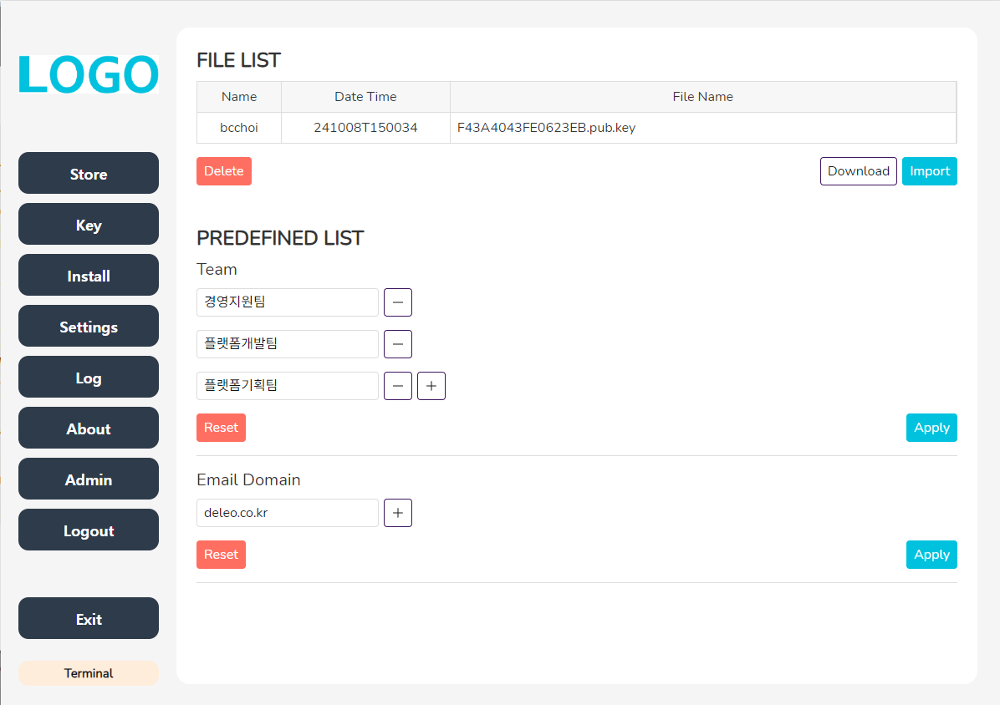 LOGO
Store
Key
Install
Settings
Log
About
Admin
Logout
Exit
Terminal
FILE LIST
Name Date Time File Name
bcchoi 241008T150034 F43A4043FE0623EB.pub.key
Delete Download Import
PREDEFINED LIST
Team
경영지원팀
플랫폼개발팀
플랫폼기획팀
Reset Apply
Email Domain
deleo.co.kr
Reset Apply